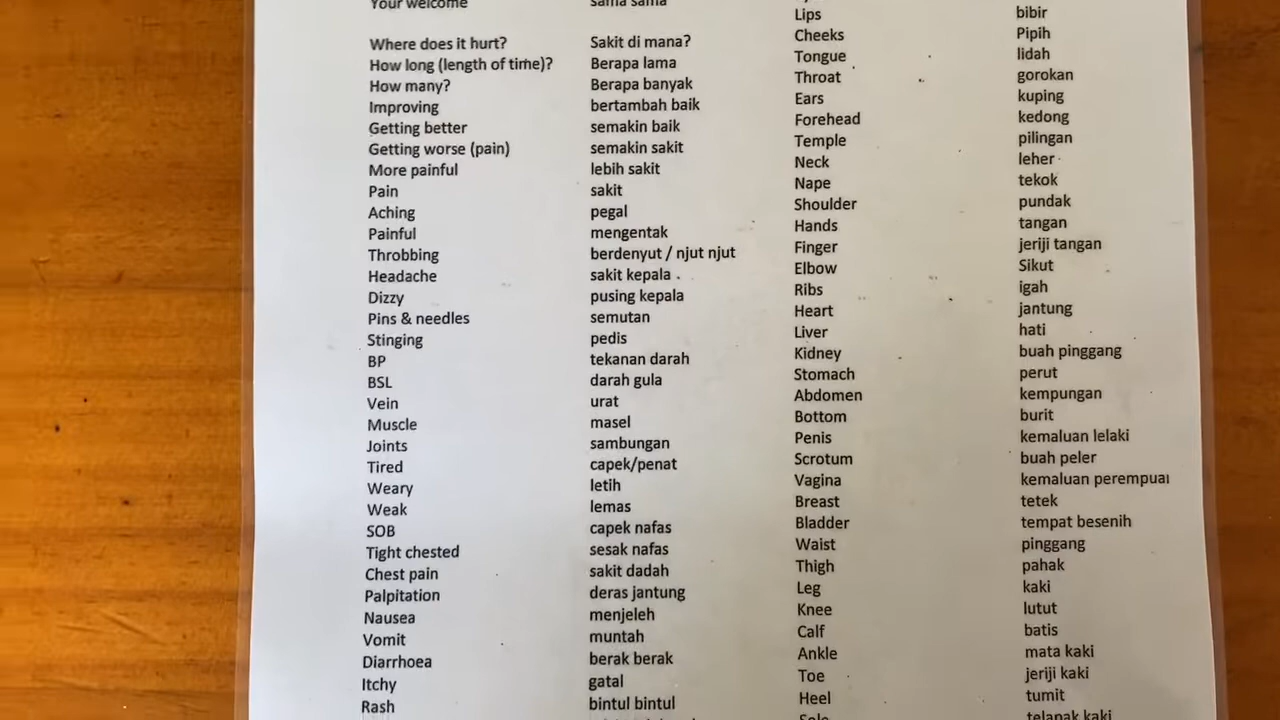 Your welcome sama sama
Where does it hurt? Sakit di mana?
How long (length of time)? Berapa lama
How many? Berapa banyak
Improving bertambah baik
Getting better semakin baik
Getting worse (pain) semakin sakit
More painful lebih sakit
Pain sakit
Aching pegal
Painful mengentak
Throbbing berdenyut / njut njut
Headache sakit kepala
Dizzy pusing kepala
Pins & needles semutan
Stinging pedis
BP tekanan darah
BSL darah gula
Vein urat
Muscle masel
Joints sambungan
Tired capek/penat
Weary letih
Weak lemas
SOB capek nafas
Tight chested sesak nafas
Chest pain sakit dadah
Palpitation deras jantung
Nausea menjeleh
Vomit muntah
Diarrhoea berak berak
Itchy gatal
Rash bintul bintul
Lips bibir
Cheeks Pipih
Tongue lidah
Throat gorokan
Ears kuping
Forehead kedong
Temple pilingan
Neck leher
Nape tekok
Shoulder pundak
Hands tangan
Finger jeriji tangan
Elbow Sikut
Ribs igah
Heart jantung
Liver hati
Kidney buah pinggang
Stomach perut
Abdomen kempungan
Bottom burit
Penis kemaluan lelaki
Scrotum buah peler
Vagina kemaluan perempuan
Breast tetek
Bladder tempat besenih
Waist pinggang
Thigh pahak
Leg kaki
Knee lutut
Calf batis
Ankle mata kaki
Toe jeriji kaki
Heel tumit
Sole telapak kaki